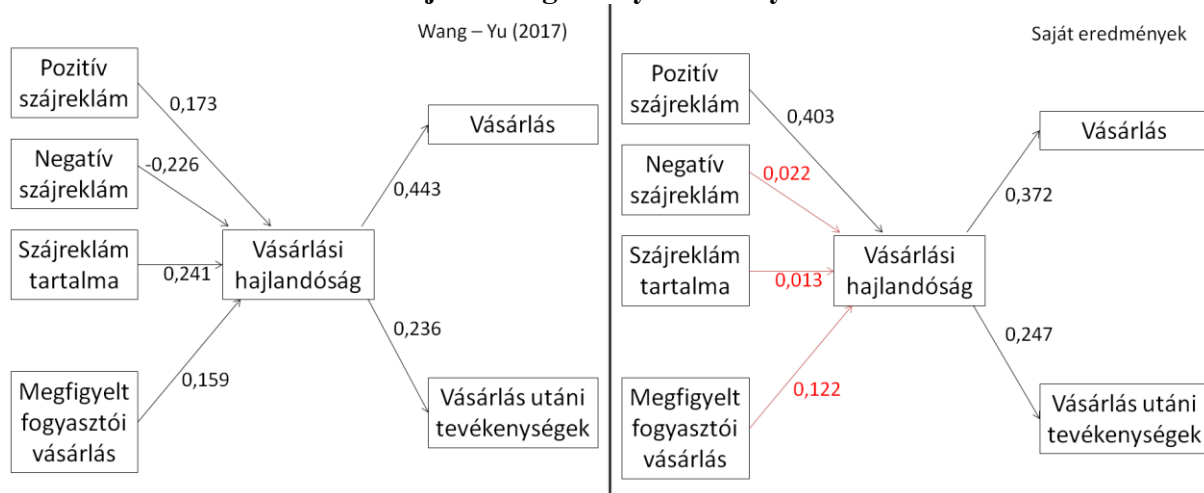 Wang – Yu (2017)
Pozitív
szájreklám
0,173
Negatív
szájreklám
-0,226
Szájreklám
tartalma
0,241
Megfigyelt
fogyasztói
vásárlás
0,159
Vásárlási
hajlandóság
0,443
Vásárlás
0,236
Vásárlás utáni
tevékenységek
Saját eredmények
Pozitív
szájreklám
0,403
Negatív
szájreklám
0,022
Szájreklám
tartalma
0,013
Megfigyelt
fogyasztói
vásárlás
0,122
Vásárlási
hajlandóság
0,372
Vásárlás
0,247
Vásárlás utáni
tevékenységek